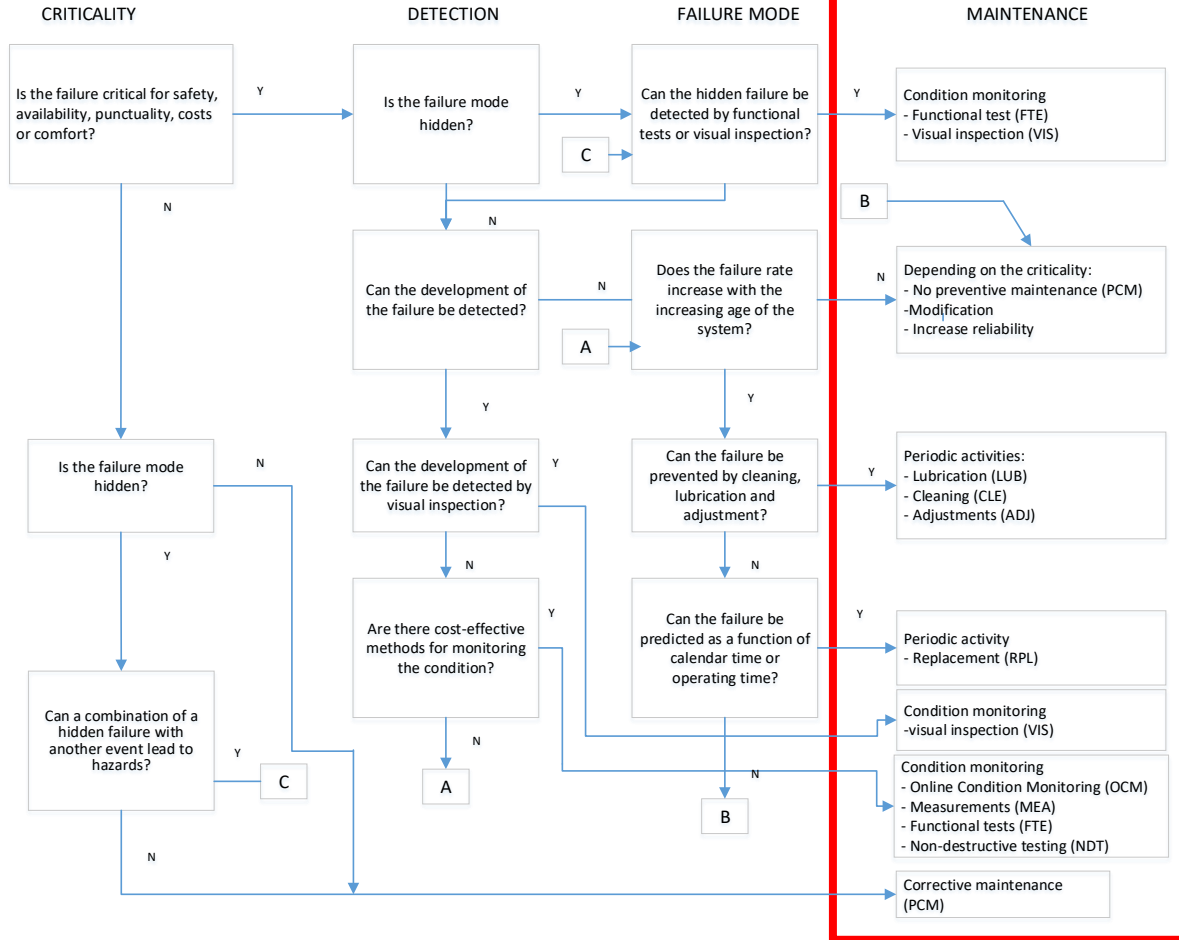 CRITICALITY
DETECTION
FAILURE MODE
MAINTENANCE
Is the failure critical for safety,
availability, punctuality, costs
or comfort?
Y
Is the failure mode
hidden?
Y
Can the hidden failure be
detected by functional
tests or visual inspection?
Y
Condition monitoring
- Functional test (FTE)
- Visual inspection (VIS)
C
N
N
B
Can the development of
the failure be detected?
N
Does the failure rate
increase with the
increasing age of the
system?
N
Depending on the criticality:
- No preventive maintenance (PCM)
-Modification
- Increase reliability
A
Y
Y
Is the failure mode
hidden?
N
Can the development of
the failure be detected by
visual inspection?
Y
Can the failure be
prevented by cleaning,
lubrication and
adjustment?
Y
Periodic activities:
- Lubrication (LUB)
- Cleaning (CLE)
- Adjustments (ADJ)
Y
N
N
Are there cost-effective
methods for monitoring
the condition?
Y
Can the failure be
predicted as a function of
calendar time or
operating time?
Y
Periodic activity
- Replacement (RPL)
Can a combination of a
hidden failure with
another event lead to
hazards?
Y
C
N
A
N
B
Condition monitoring
-visual inspection (VIS)
Condition monitoring
- Online Condition Monitoring (OCM)
- Measurements (MEA)
- Functional tests (FTE)
- Non-destructive testing (NDT)
N
Corrective maintenance
(PCM)